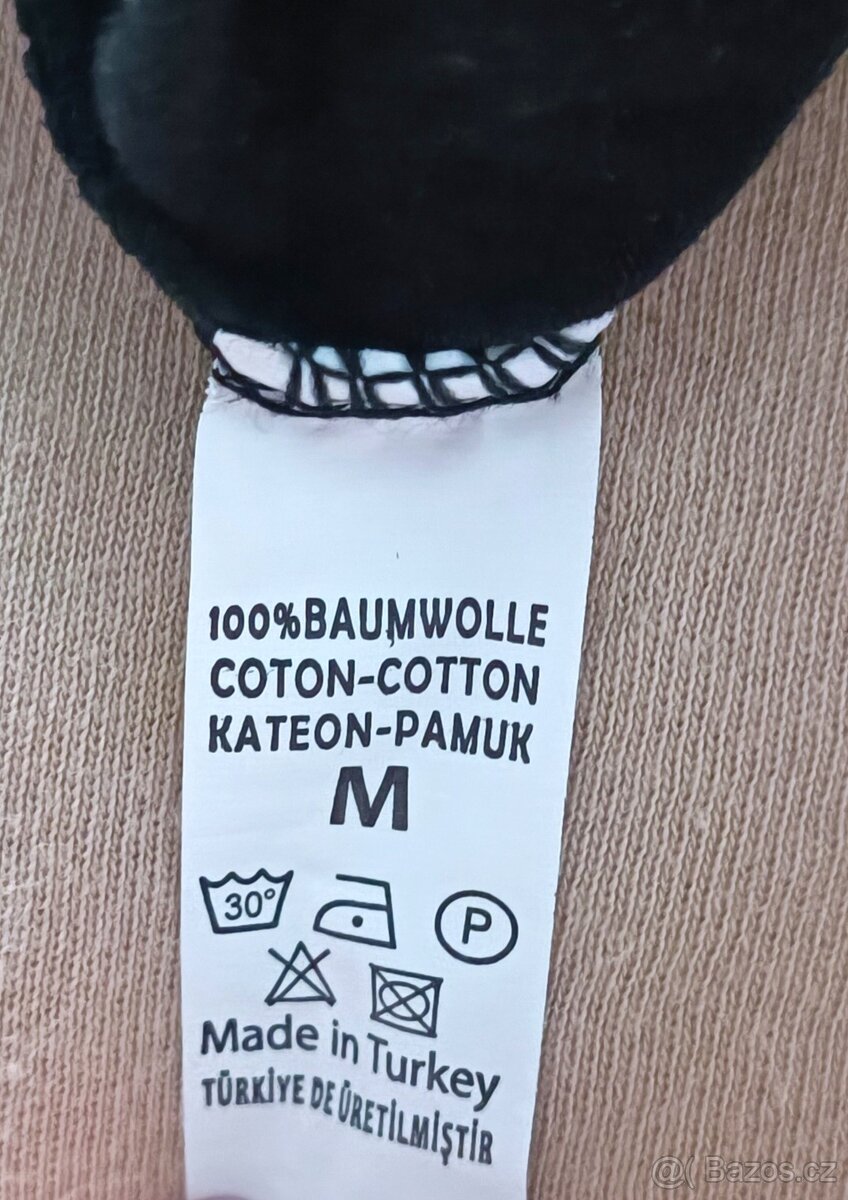 100%BAUMWOLLE
COTON-COTTON
KATEON-PAMUK
M
30°
P
Made in Turkey
TÜRKİYE DE ÜRETİLMİŞTİR
@( Bazos.cz